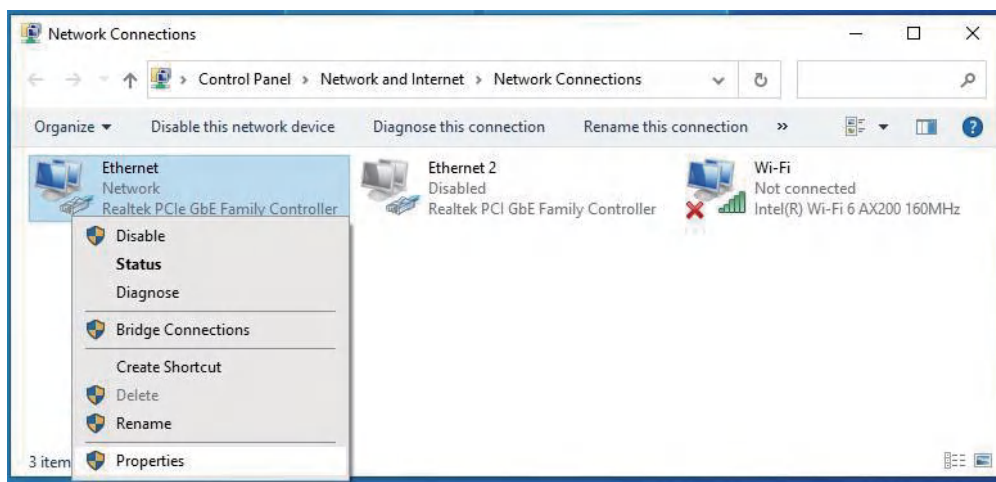 Network Connections
Control Panel > Network and Internet > Network Connections
Organize Disable this network device Diagnose this connection Rename this connection »
Ethernet
Network
Realtek PCIe GbE Family Controller
Ethernet 2
Disabled
Realtek PCI GbE Family Controller
Wi-Fi
Not connected
Intel(R) Wi-Fi 6 AX200 160MHz
Disable
Status
Diagnose
Bridge Connections
Create Shortcut
Delete
Rename
Properties
3 item